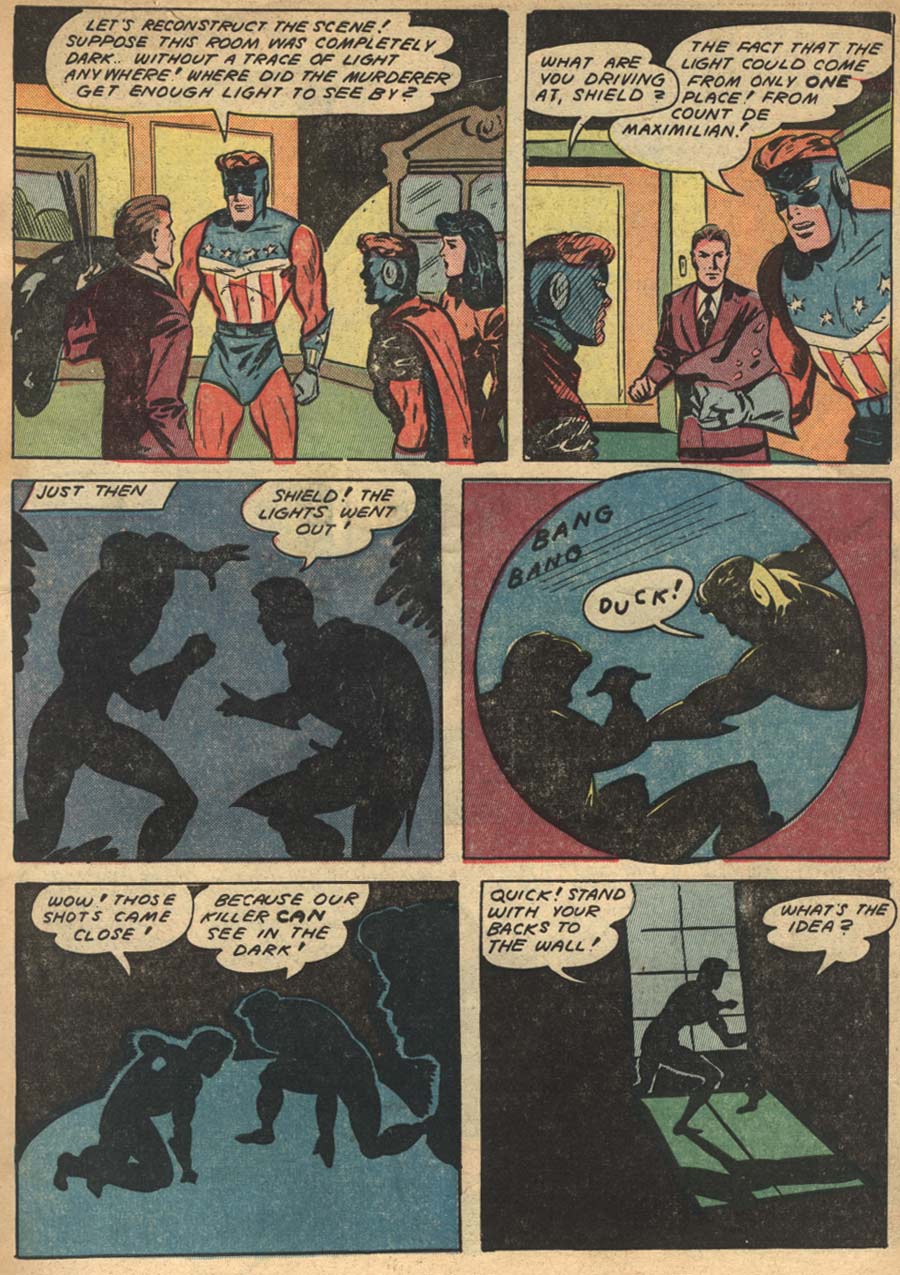 LET'S RECONSTRUCT THE SCENE!
SUPPOSE THIS ROOM WAS COMPLETELY
DARK.. WITHOUT A TRACE OF LIGHT
ANYWHERE! WHERE DID THE MURDERER
GET ENOUGH LIGHT TO SEE BY?
WHAT ARE
YOU DRIVING
AT, SHIELD?
THE FACT THAT THE
LIGHT COULD COME
FROM ONLY ONE
PLACE! FROM
COUNT DE
MAXIMILIAN!
JUST THEN
SHIELD! THE
LIGHTS WENT
OUT!
BANG
BANG
DUCK!
WOW! THOSE
SHOTS CAME
CLOSE!
BECAUSE OUR
KILLER CAN
SEE IN THE
DARK!
QUICK! STAND
WITH YOUR
BACKS TO
THE WALL!
WHAT'S THE
IDEA?